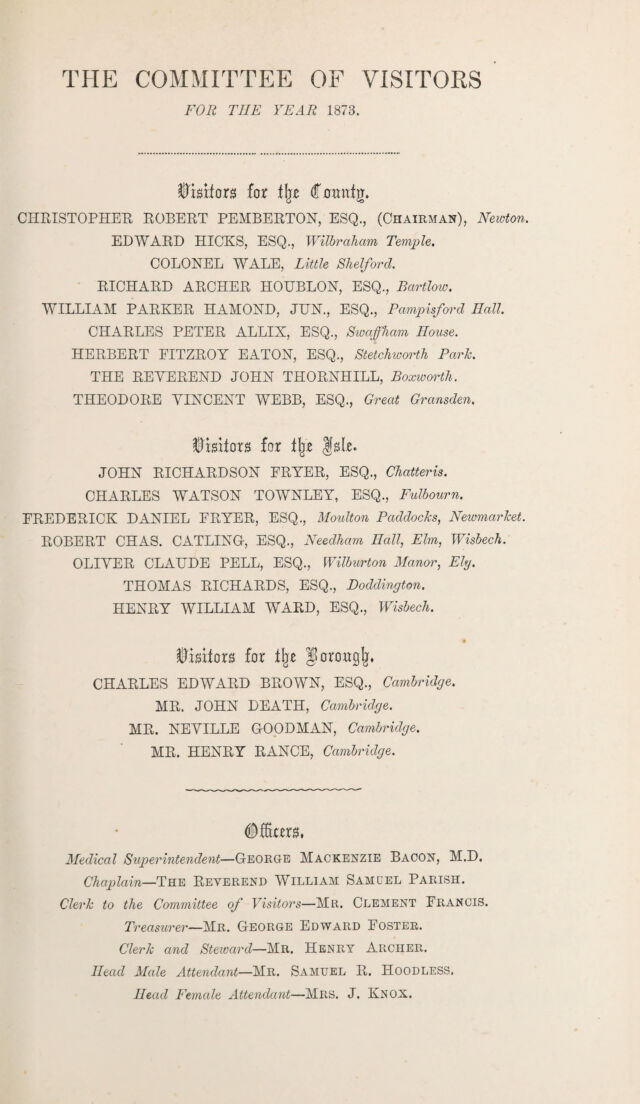 THE COMMITTEE OF VISITORS
FOR THE YEAR 1873.
Visitors for the County.
CHRISTOPHER ROBERT PEMBERTON, ESQ., (CHAIRMAN), Newton.
EDWARD HICKS, ESQ., Wilbraham Temple.
COLONEL WALE, Little Shelford.
RICHARD ARCHER HOUBLON, ESQ., Bartlow.
WILLIAM PARKER HAMOND, JUN., ESQ., Pampisford Hall.
CHARLES PETER ALLIX, ESQ., Swaffham House.
HERBERT FITZROY EATON, ESQ., Stetchworth Park.
THE REVEREND JOHN THORNHILL, Boxworth.
THEODORE VINCENT WEBB, ESQ., Great Gransden.
Visitors for the Isle.
JOHN RICHARDSON FRYER, ESQ., Chatteris.
CHARLES WATSON TOWNLEY, ESQ., Fulbourn.
FREDERICK DANIEL FRYER, ESQ., Moulton Paddocks, Newmarket.
ROBERT CHAS. CATLING, ESQ., Needham Hall, Elm, Wisbech.
OLIVER CLAUDE PELL, ESQ., Wilburton Manor, Ely.
THOMAS RICHARDS, ESQ., Doddington.
HENRY WILLIAM WARD, ESQ., Wisbech.
Visitors for the Borough.
CHARLES EDWARD BROWN, ESQ., Cambridge.
MR. JOHN DEATH, Cambridge.
MR. NEVILLE GOODMAN, Cambridge.
MR. HENRY RANCE, Cambridge.
Officers.
Medical Superintendent—GEORGE MACKENZIE BACON, M.D.
Chaplain—THE REVEREND WILLIAM SAMUEL PARISH.
Clerk to the Committee of Visitors—MR. CLEMENT FRANCIS.
Treasurer—MR. GEORGE EDWARD FOSTER.
Clerk and Steward—MR. HENRY ARCHER.
Head Male Attendant—MR. SAMUEL R. HOODLESS.
Head Female Attendant—MRS. J. KNOX.